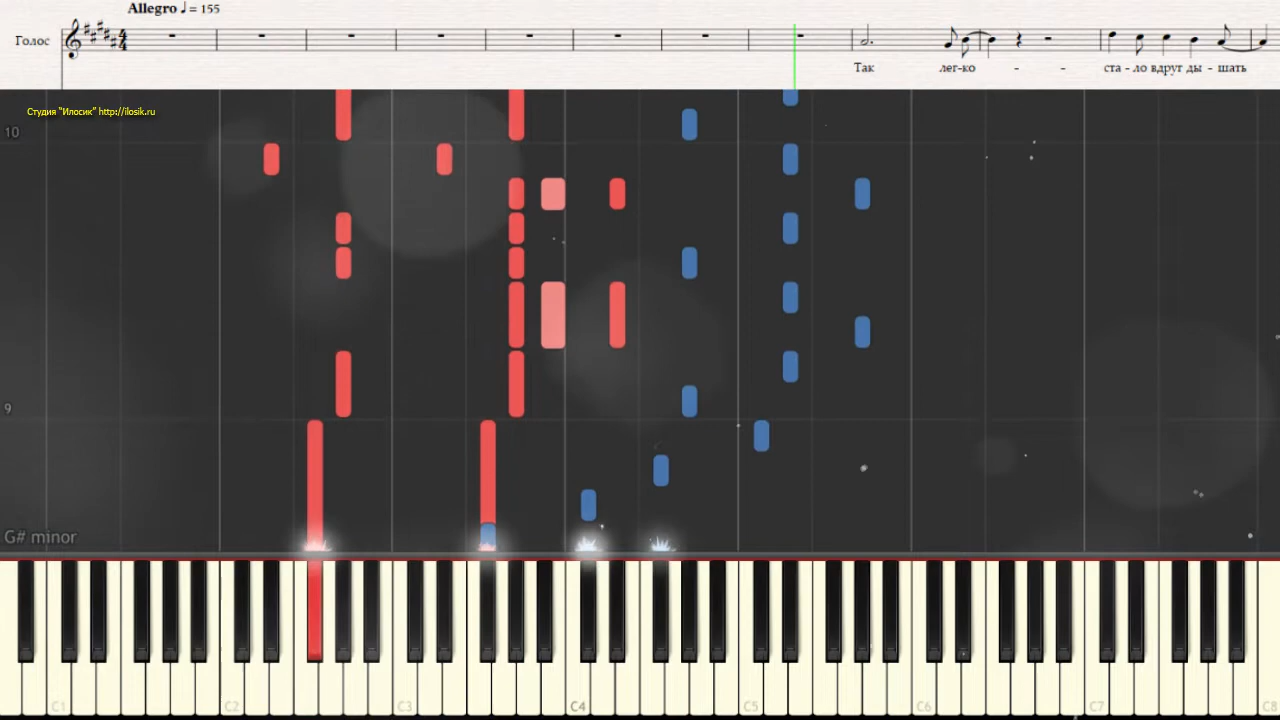 Allegro ♩ = 155
Голос
Так лег-ко - - ста - ло вдруг ды - шать
Студия "Илосик" http://ilosik.ru
10
9
G# minor
C1 C2 C3 C4 C5 C6 C7 C8